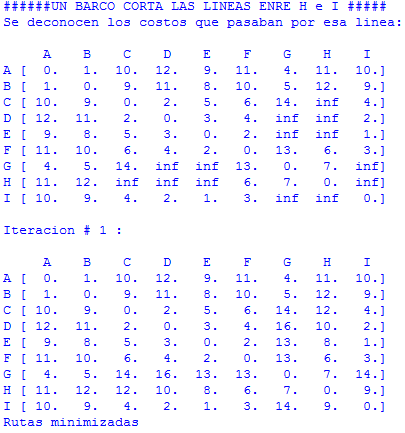 ######UN BARCO CORTA LAS LINEAS ENRE H e I #####
Se deconocen los costos que pasaban por esa linea:
A B C D E F G H I
A [ 0. 1. 10. 12. 9. 11. 4. 11. 10.]
B [ 1. 0. 9. 11. 8. 10. 5. 12. 9.]
C [ 10. 9. 0. 2. 5. 6. 14. inf 4.]
D [ 12. 11. 2. 0. 3. 4. inf inf 2.]
E [ 9. 8. 5. 3. 0. 2. inf inf 1.]
F [ 11. 10. 6. 4. 2. 0. 13. 6. 3.]
G [ 4. 5. 14. inf inf 13. 0. 7. inf]
H [ 11. 12. inf inf inf 6. 7. 0. inf]
I [ 10. 9. 4. 2. 1. 3. inf inf 0.]
Iteracion # 1 :
A B C D E F G H I
A [ 0. 1. 10. 12. 9. 11. 4. 11. 10.]
B [ 1. 0. 9. 11. 8. 10. 5. 12. 9.]
C [ 10. 9. 0. 2. 5. 6. 14. 12. 4.]
D [ 12. 11. 2. 0. 3. 4. 16. 10. 2.]
E [ 9. 8. 5. 3. 0. 2. 13. 8. 1.]
F [ 11. 10. 6. 4. 2. 0. 13. 6. 3.]
G [ 4. 5. 14. 16. 13. 13. 0. 7. 14.]
H [ 11. 12. 12. 10. 8. 6. 7. 0. 9.]
I [ 10. 9. 4. 2. 1. 3. 14. 9. 0.]
Rutas minimizadas